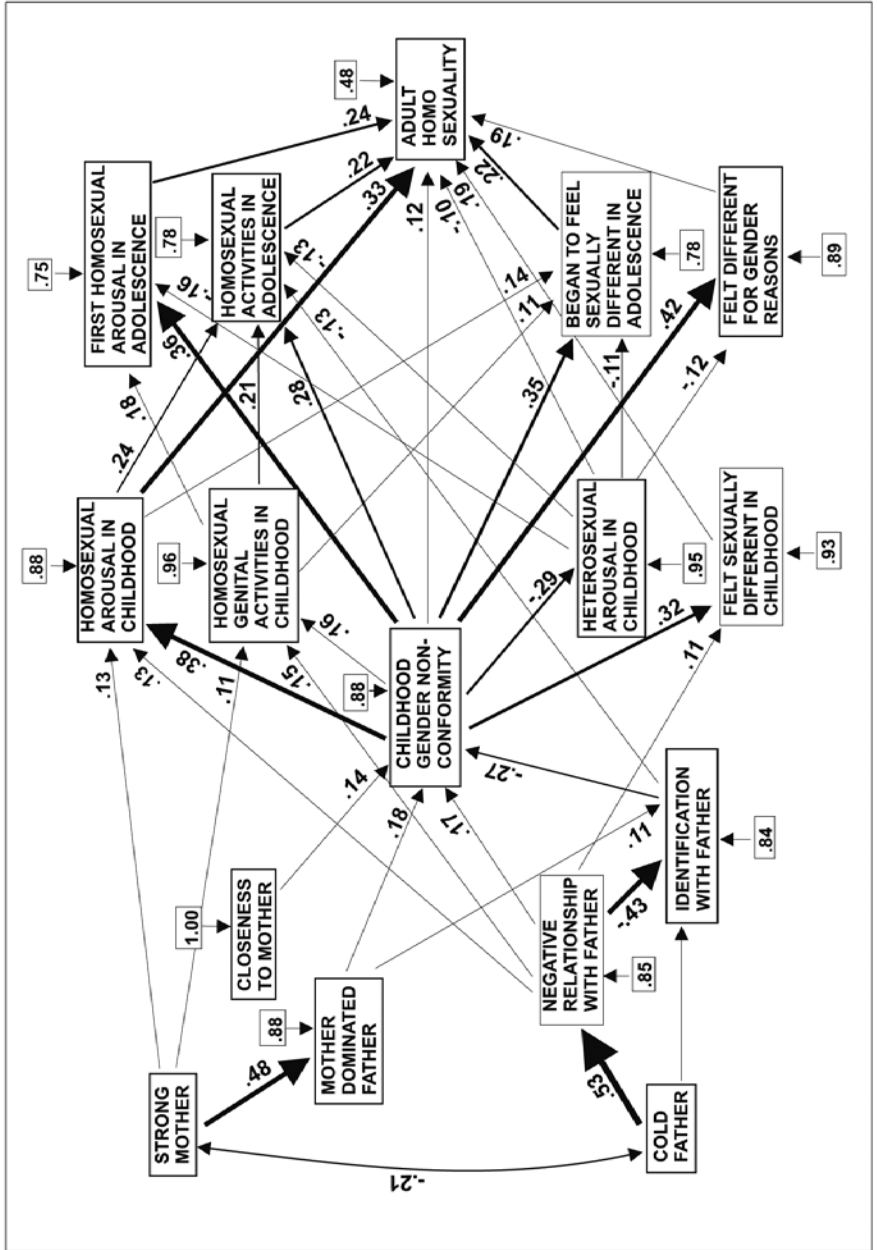 STRONG
MOTHER
-.21
COLD
FATHER
.48
.53
.88
MOTHER
DOMINATED
FATHER
1.00
CLOSENESS
TO MOTHER
NEGATIVE
RELATIONSHIP
WITH FATHER
.85
-.43
.11
IDENTIFICATION
WITH FATHER
.84
.14
.18
.17
-.27
.88
CHILDHOOD
GENDER NON-
CONFORMITY
.13
.13
.11
.38
.15
.16
-.29
.32
.11
.88
HOMOSEXUAL
AROUSAL IN
CHILDHOOD
.96
HOMOSEXUAL
GENITAL
ACTIVITIES IN
CHILDHOOD
HETEROSEXUAL
AROUSAL IN
CHILDHOOD
.95
FELT SEXUALLY
DIFFERENT IN
CHILDHOOD
.93
.24
.18
.36
.21
.28
.35
.42
-.11
-.12
-.16
-.13
-.13
.14
.11
.75
FIRST HOMOSEXUAL
AROUSAL IN
ADOLESCENCE
.78
HOMOSEXUAL
ACTIVITIES IN
ADOLESCENCE
BEGAN TO FEEL
SEXUALLY
DIFFERENT IN
ADOLESCENCE
.78
FELT DIFFERENT
FOR GENDER
REASONS
.89
.24
.22
.33
.12
-.10
.19
.22
.19
.48
ADULT
HOMO
SEXUALITY